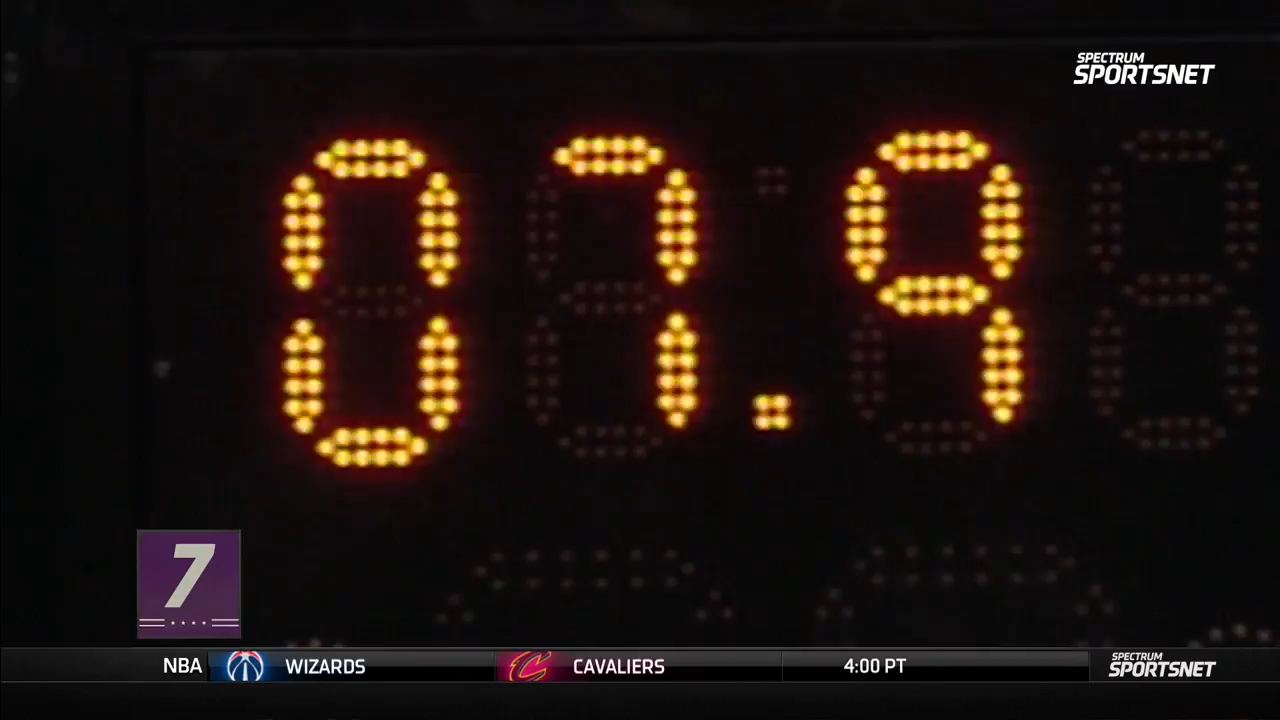 SPECTRUM
SPORTSNET
07.9
7
NBA WIZARDS CAVALIERS 4:00 PT SPECTRUM SPORTSNET